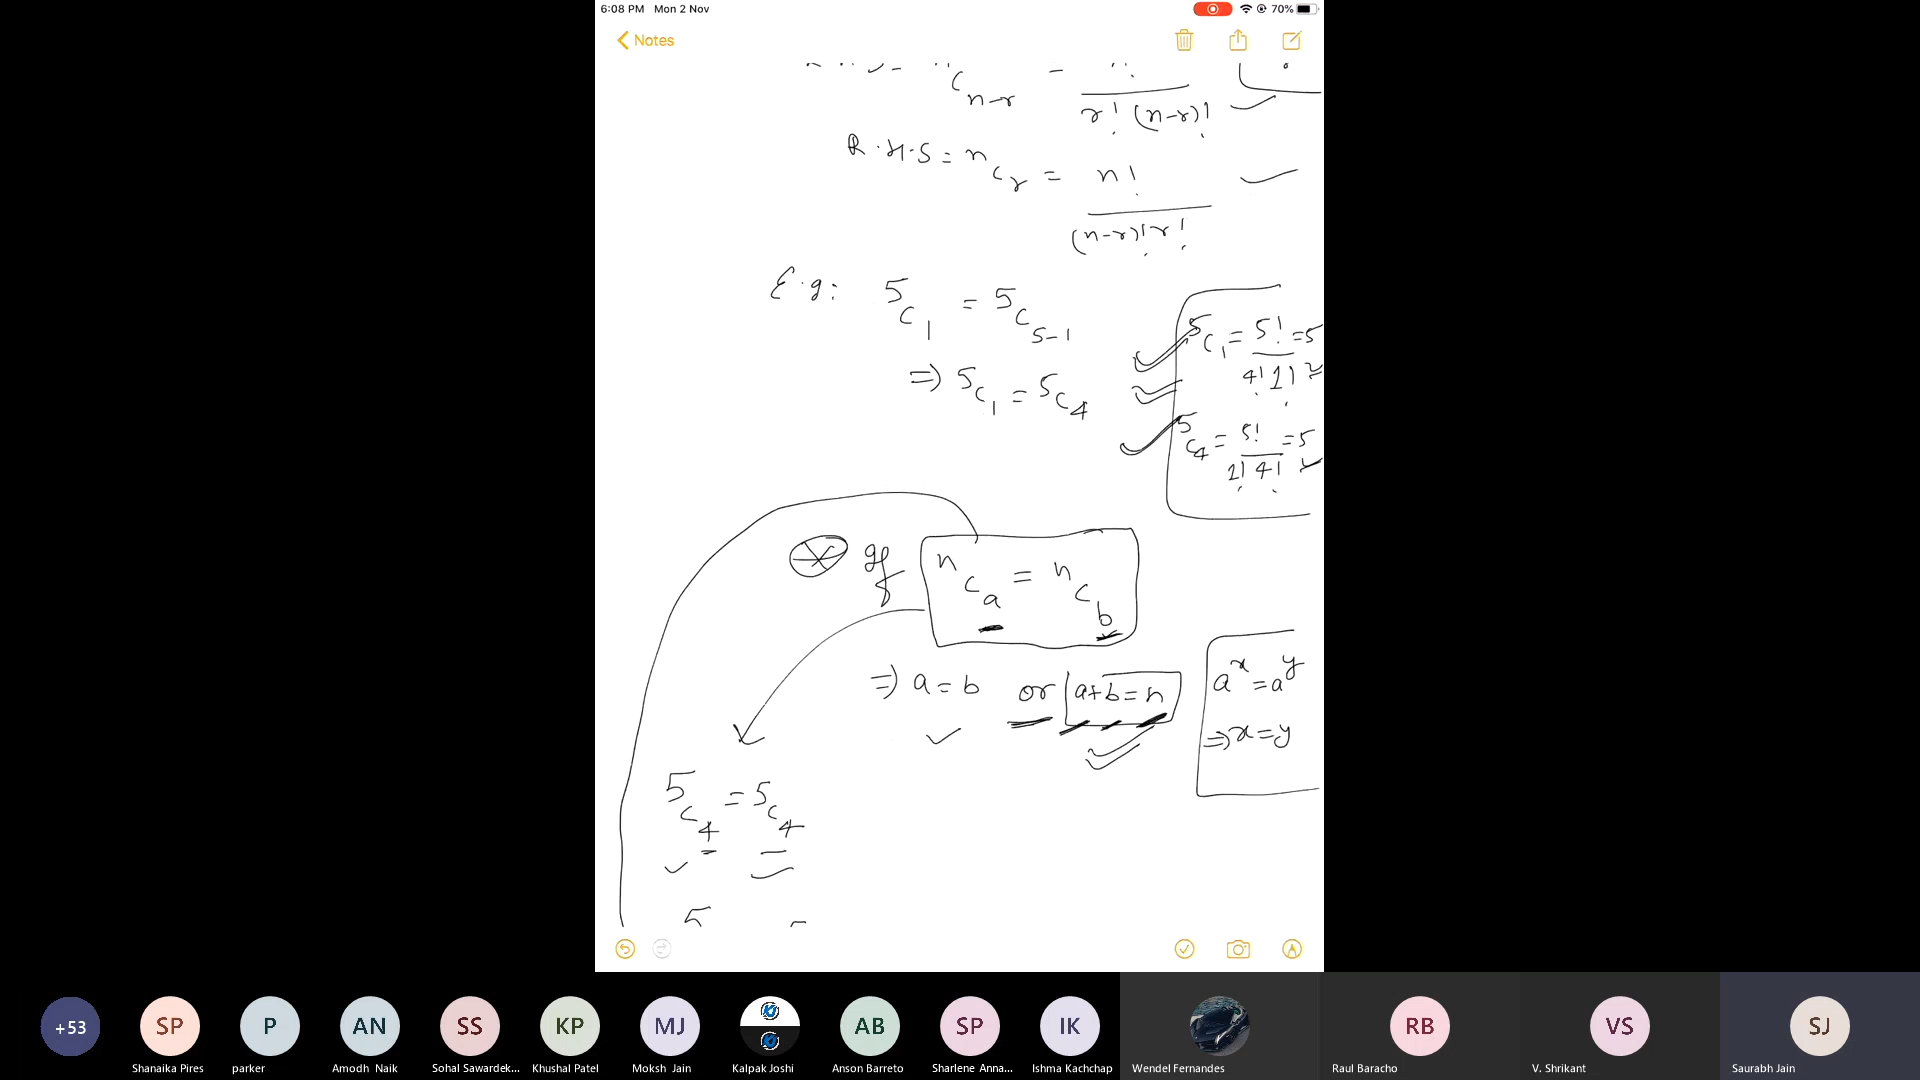 6:08 PM Mon 2 Nov 70%
Notes
C n-r = r! (n-r)!
R.H.S = nCr = n! / (n-r)! r!
E.g: 5C1 = 5C5-1
⇒ 5C1 = 5C4
5C1 = 5! / 4! 1! = 5
5C4 = 5! / 1! 4! = 5
If nCa = nCb
⇒ a = b or a+b = n
a^x = a^y
⇒ x = y
5C4 = 5C4
5
+53 SP P AN SS KP MJ AB SP IK RB VS SJ
Shanaika Pires parker Amodh Naik Sohal Sawardek... Khushal Patel Moksh Jain Kalpak Joshi Anson Barreto Sharlene Anna... Ishma Kachchap Wendel Fernandes Raul Baracho V. Shrikant Saurabh Jain